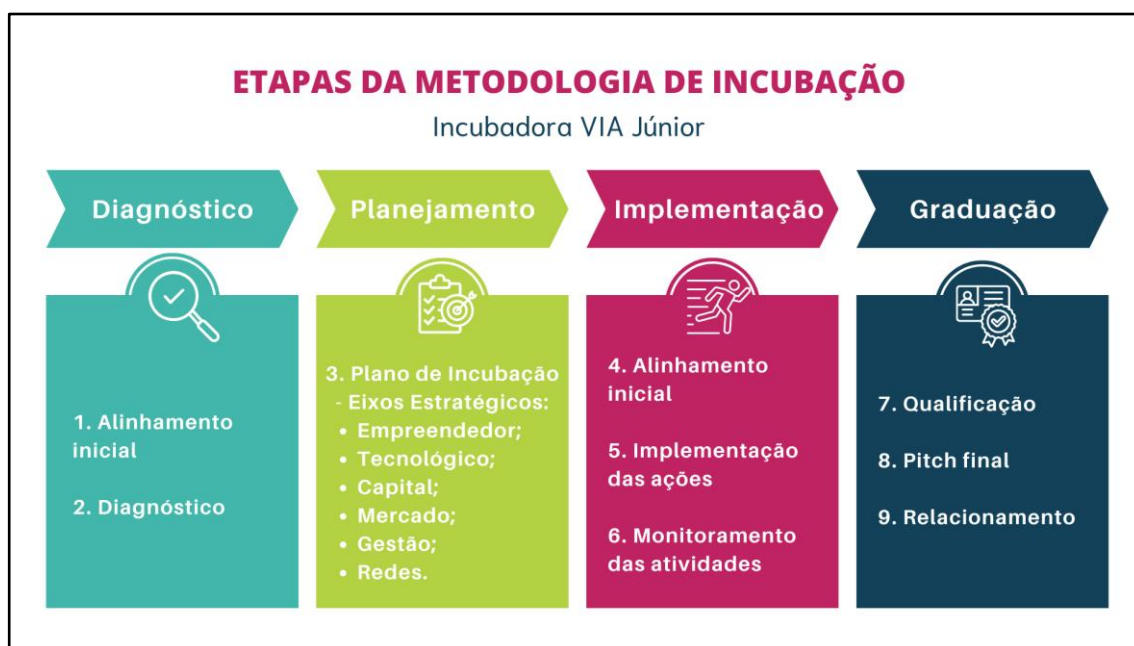 ETAPAS DA METODOLOGIA DE INCUBAÇÃO
Incubadora VIA Júnior
Diagnóstico
1. Alinhamento
inicial
2. Diagnóstico
Planejamento
3. Plano de Incubação
- Eixos Estratégicos:
• Empreendedor;
• Tecnológico;
• Capital;
• Mercado;
• Gestão;
• Redes.
Implementação
4. Alinhamento
inicial
5. Implementação
das ações
6. Monitoramento
das atividades
Graduação
7. Qualificação
8. Pitch final
9. Relacionamento